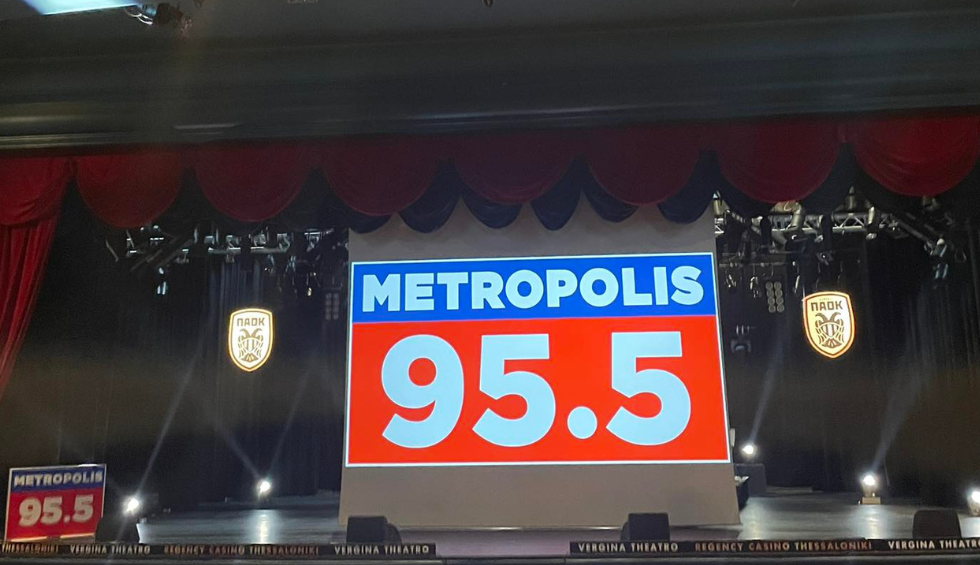 METROPOLIS
95.5
ΠΑΟΚ
ΠΑΟΚ
METROPOLIS
95.5
THESSALONIKI VERGINA THEATRO REGENCY CASINO THESSALONIKI VERGINA THEATRO
VERGINA THEATRO REGENCY CASINO THESSALONIKI VERGINA THEATRO